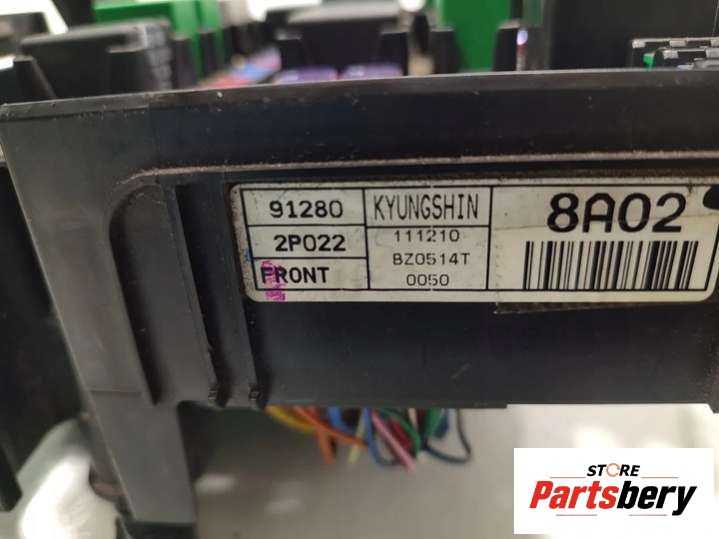 91280
2P022
FRONT
KYUNGSHIN
111210
BZ0514T
0050
8A02
STORE
Partsbery